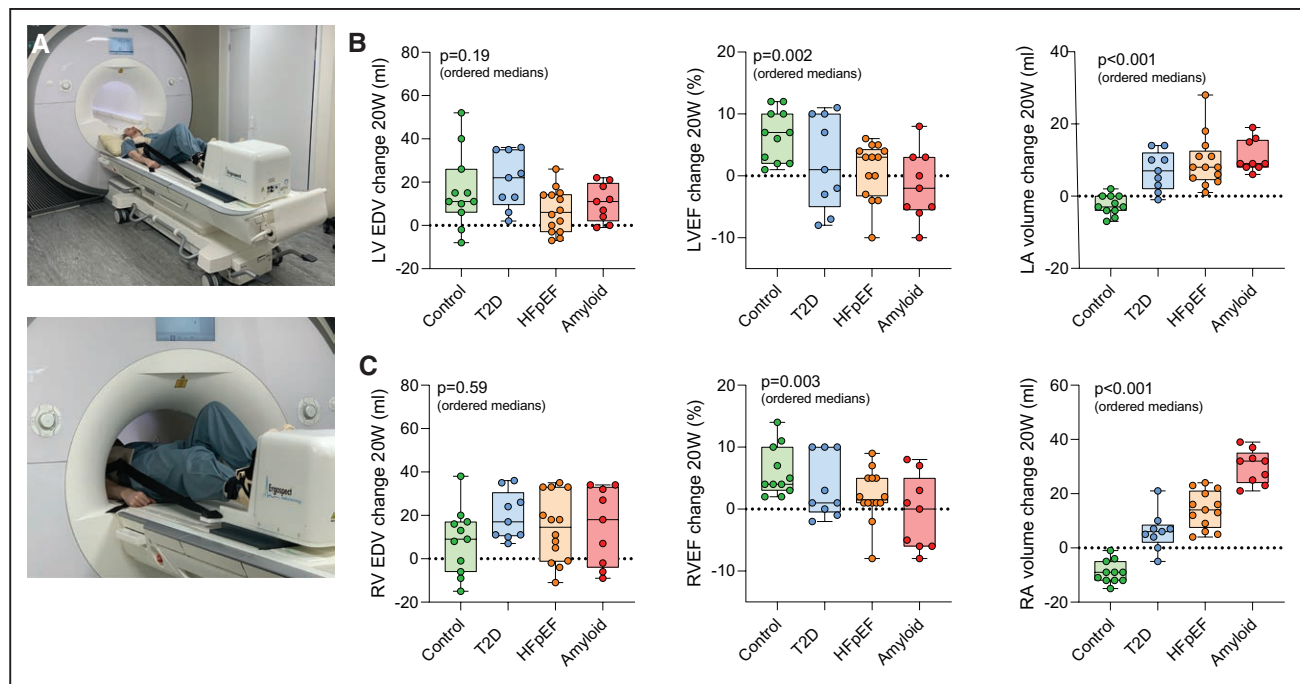 A
SIEMENS
Ergospect
Ergospect
B
LV EDV change 20W (ml)
80
60
40
20
0
-20
p=0.19
(ordered medians)
Control
T2D
HFpEF
Amyloid
LVEF change 20W (%)
20
10
0
-10
p=0.002
(ordered medians)
Control
T2D
HFpEF
Amyloid
LA volume change 20W (ml)
40
20
0
-20
p<0.001
(ordered medians)
Control
T2D
HFpEF
Amyloid
C
RV EDV change 20W (ml)
80
60
40
20
0
-20
p=0.59
(ordered medians)
Control
T2D
HFpEF
Amyloid
RVEF change 20W (%)
20
10
0
-10
p=0.003
(ordered medians)
Control
T2D
HFpEF
Amyloid
RA volume change 20W (ml)
60
40
20
0
-20
p<0.001
(ordered medians)
Control
T2D
HFpEF
Amyloid